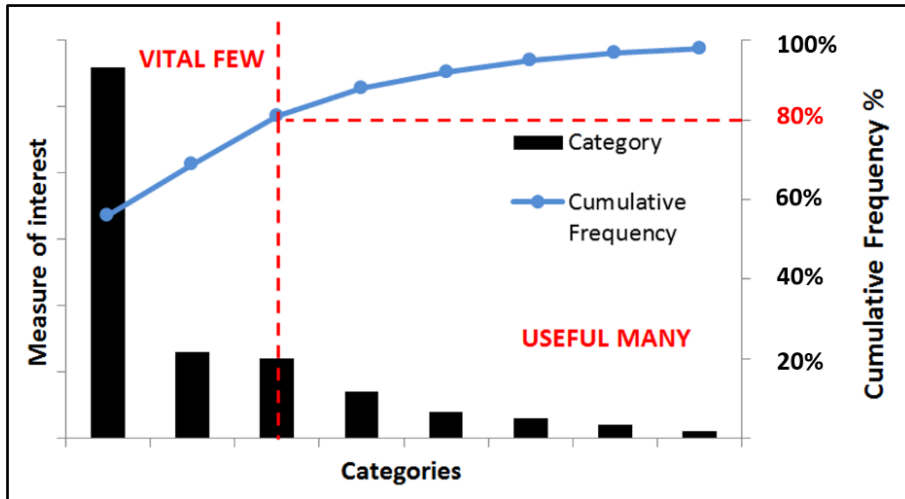 VITAL FEW
100%
80%
Category
60%
Cumulative
Frequency
40%
USEFUL MANY
20%
Measure of interest
Cumulative Frequency %
Categories